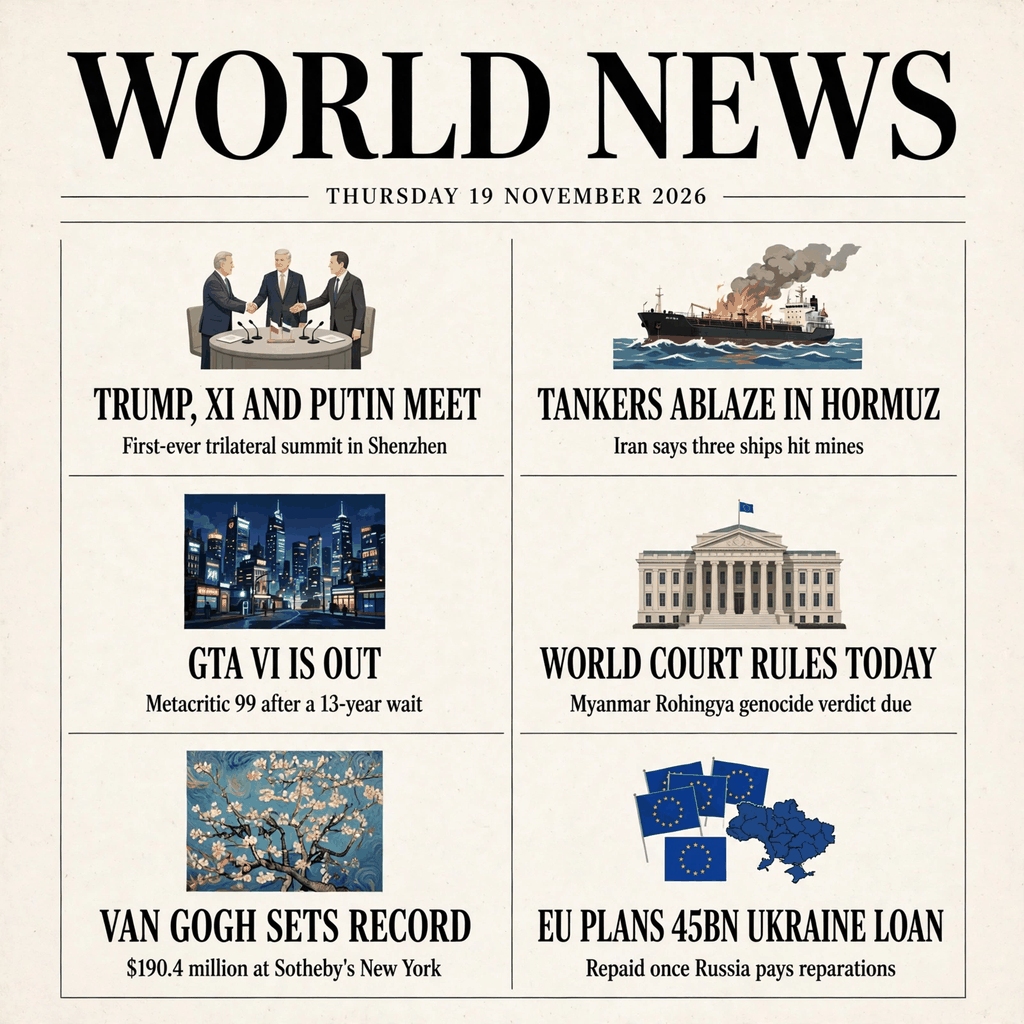 WORLD NEWS
THURSDAY 19 NOVEMBER 2026
TRUMP, XI AND PUTIN MEET
First-ever trilateral summit in Shenzhen
TANKERS ABLAZE IN HORMUZ
Iran says three ships hit mines
GTA VI IS OUT
Metacritic 99 after a 13-year wait
WORLD COURT RULES TODAY
Myanmar Rohingya genocide verdict due
VAN GOGH SETS RECORD
$190.4 million at Sotheby's New York
EU PLANS 45BN UKRAINE LOAN
Repaid once Russia pays reparations